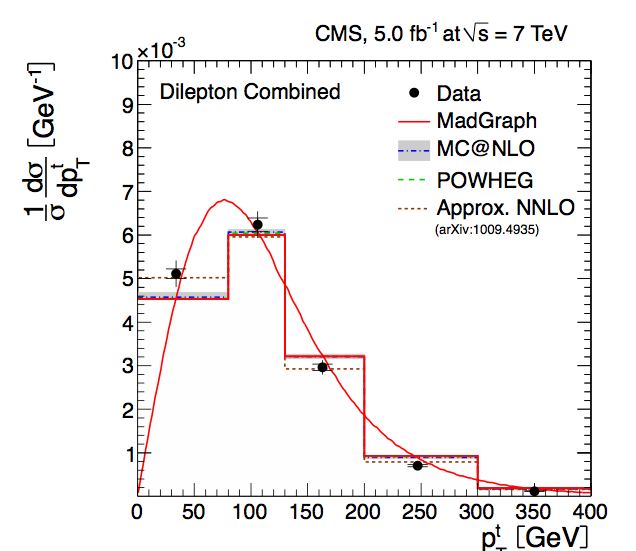 CMS, 5.0 fb⁻¹ at √s = 7 TeV
×10⁻³
Dilepton Combined
Data
MadGraph
MC@NLO
POWHEG
Approx. NNLO
(arXiv:1009.4935)
1/σ dσ/dp_T^t [GeV⁻¹]
10
9
8
7
6
5
4
3
2
1
0 50 100 150 200 250 300 350 400
p_T^t [GeV]